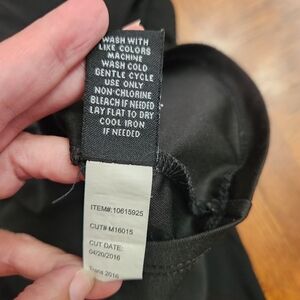 WASH WITH
LIKE COLORS
MACHINE
WASH COLD
GENTLE CYCLE
USE ONLY
NON-CHLORINE
BLEACH IF NEEDED
LAY FLAT TO DRY
COOL IRON
IF NEEDED
ITEM#:10615925
CUT# M16015
CUT DATE:
04/20/2016
2016